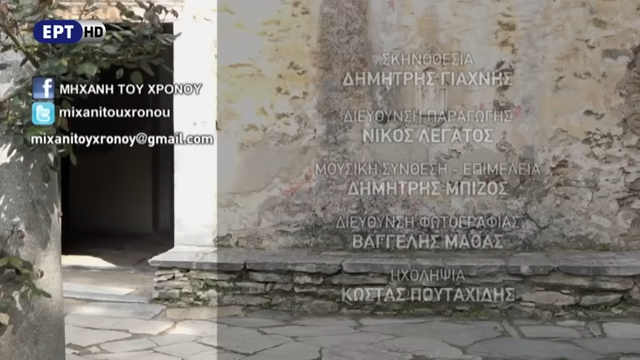 ΕΡΤ HD
ΜΗΧΑΝΗ ΤΟΥ ΧΡΟΝΟΥ
mixanitouxronou
mixanitoyxronoy@gmail.com
ΣΚΗΝΟΘΕΣΙΑ
ΔΗΜΗΤΡΗΣ ΓΙΑΧΝΗΣ
ΔΙΕΥΘΥΝΣΗ ΠΑΡΑΓΩΓΗΣ
ΝΙΚΟΣ ΛΕΓΑΤΟΣ
ΜΟΥΣΙΚΗ ΣΥΝΘΕΣΗ - ΕΠΙΜΕΛΕΙΑ
ΔΗΜΗΤΡΗΣ ΜΠΙΖΟΣ
ΔΙΕΥΘΥΝΣΗ ΦΩΤΟΓΡΑΦΙΑΣ
ΒΑΓΓΕΛΗΣ ΜΑΘΑΣ
ΗΧΟΛΗΨΙΑ
ΚΩΣΤΑΣ ΠΟΥΤΑΧΙΔΗΣ